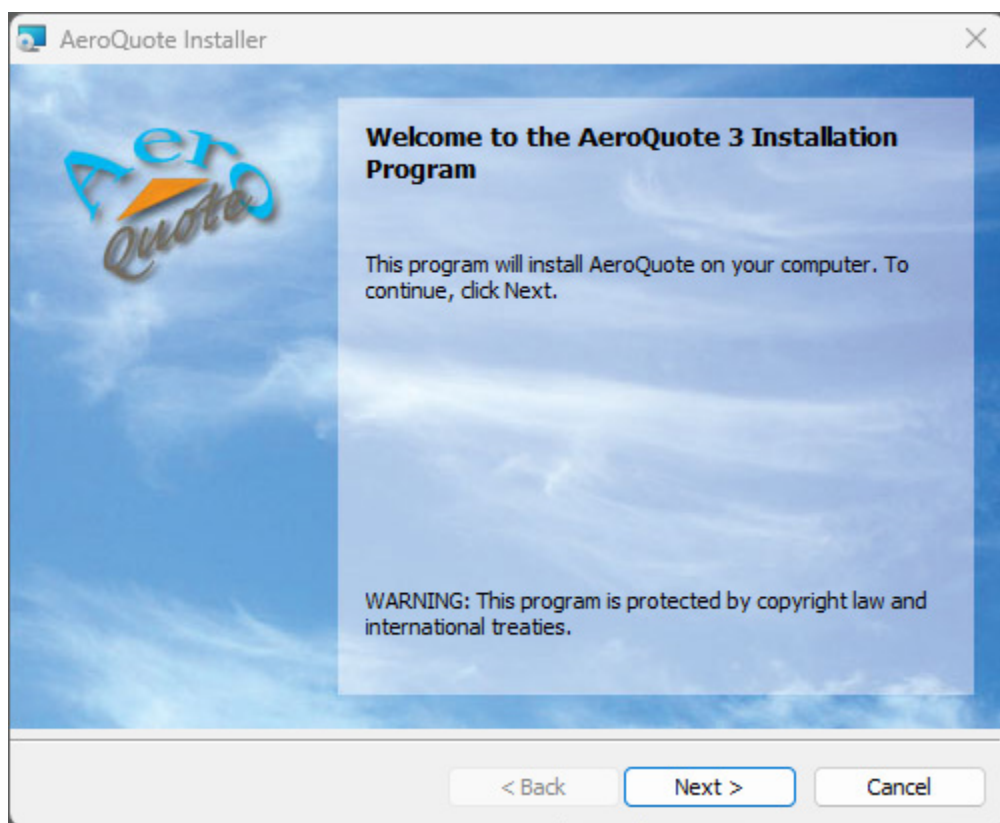 AeroQuote Installer
Aero
Quote
Welcome to the AeroQuote 3 Installation
Program
This program will install AeroQuote on your computer. To
continue, click Next.
WARNING: This program is protected by copyright law and
international treaties.
< Back
Next >
Cancel